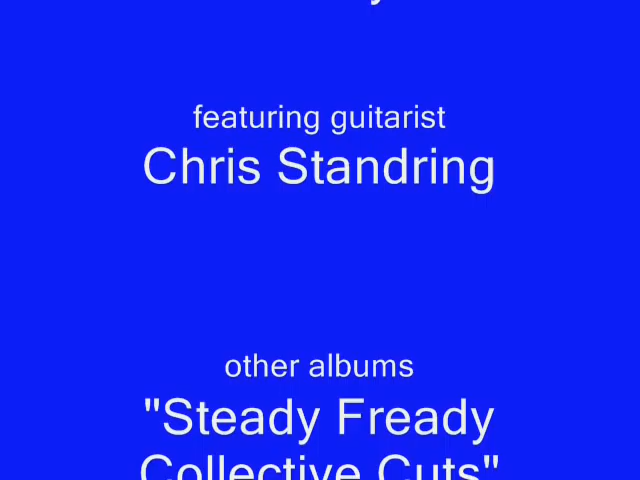 featuring guitarist
Chris Standring
other albums
"Steady Fready
Collective Cuts"